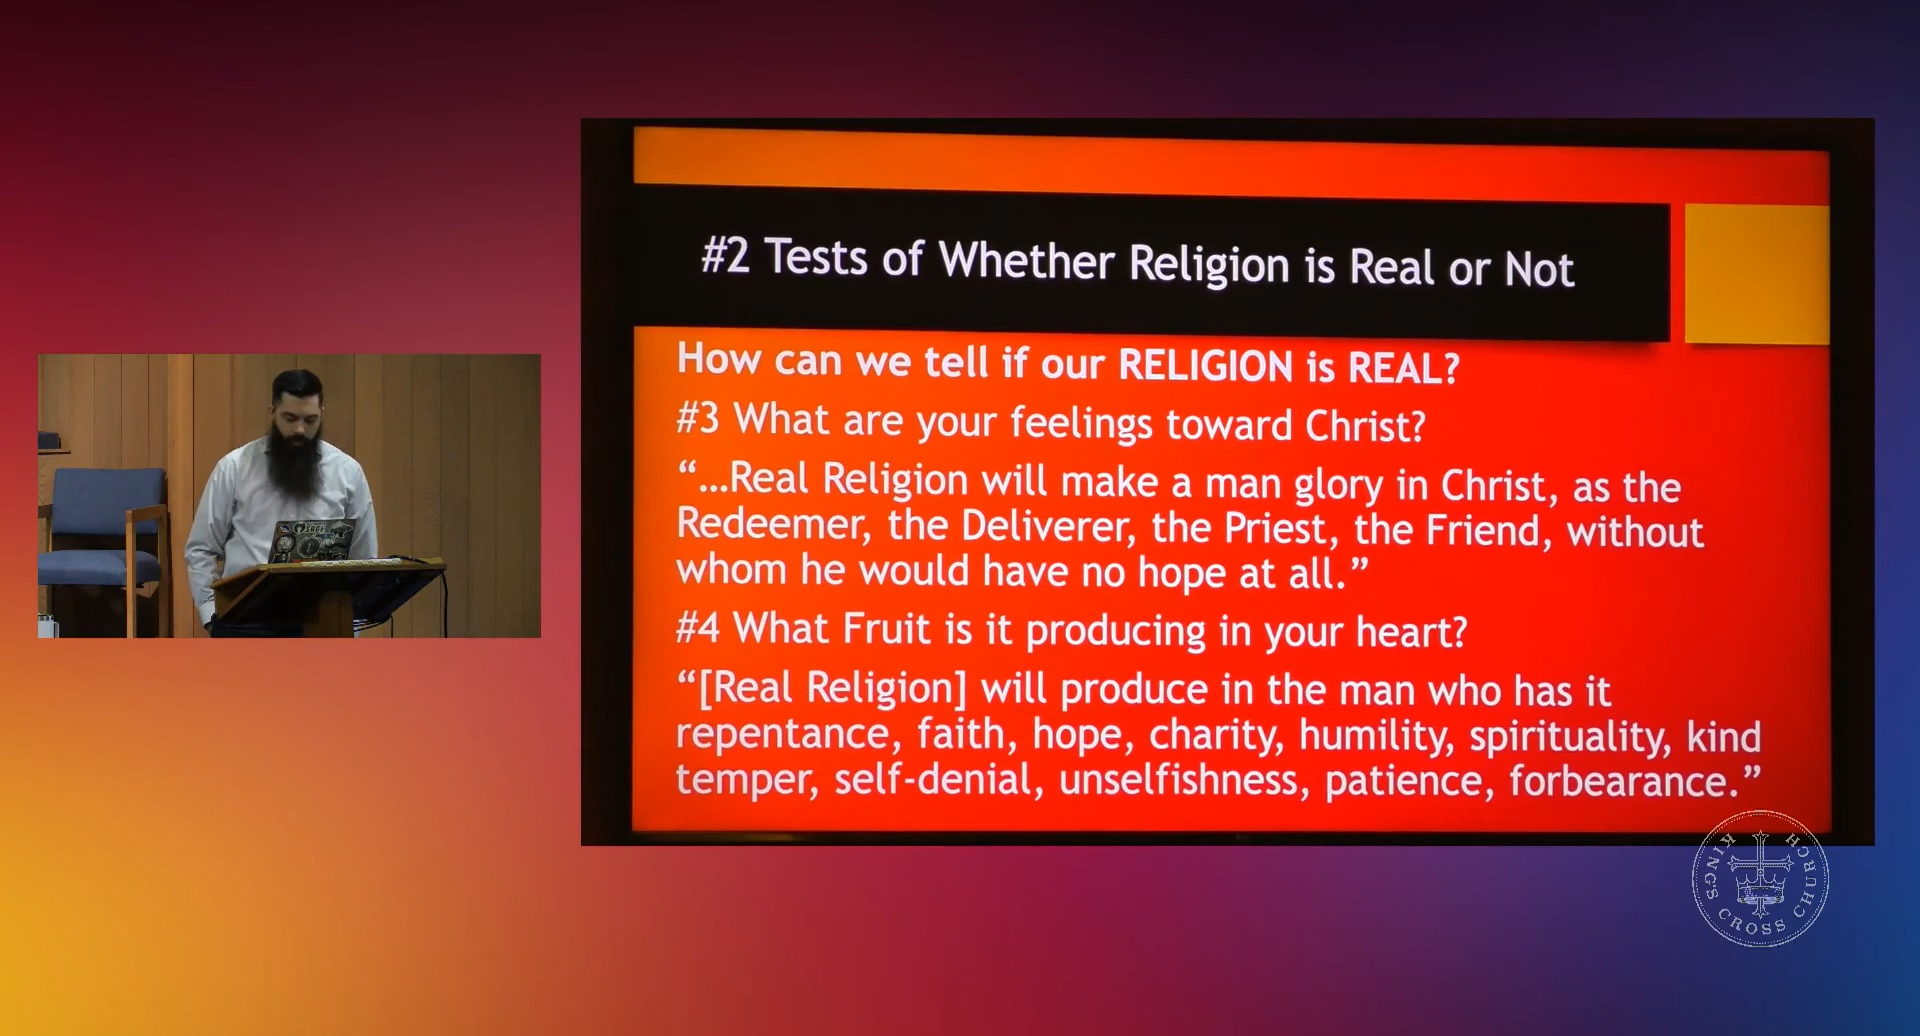 #2 Tests of Whether Religion is Real or Not
How can we tell if our RELIGION is REAL?
#3 What are your feelings toward Christ?
“...Real Religion will make a man glory in Christ, as the
Redeemer, the Deliverer, the Priest, the Friend, without
whom he would have no hope at all.”
#4 What Fruit is it producing in your heart?
“[Real Religion] will produce in the man who has it
repentance, faith, hope, charity, humility, spirituality, kind
temper, self-denial, unselfishness, patience, forbearance.”
KING'S CROSS CHURCH